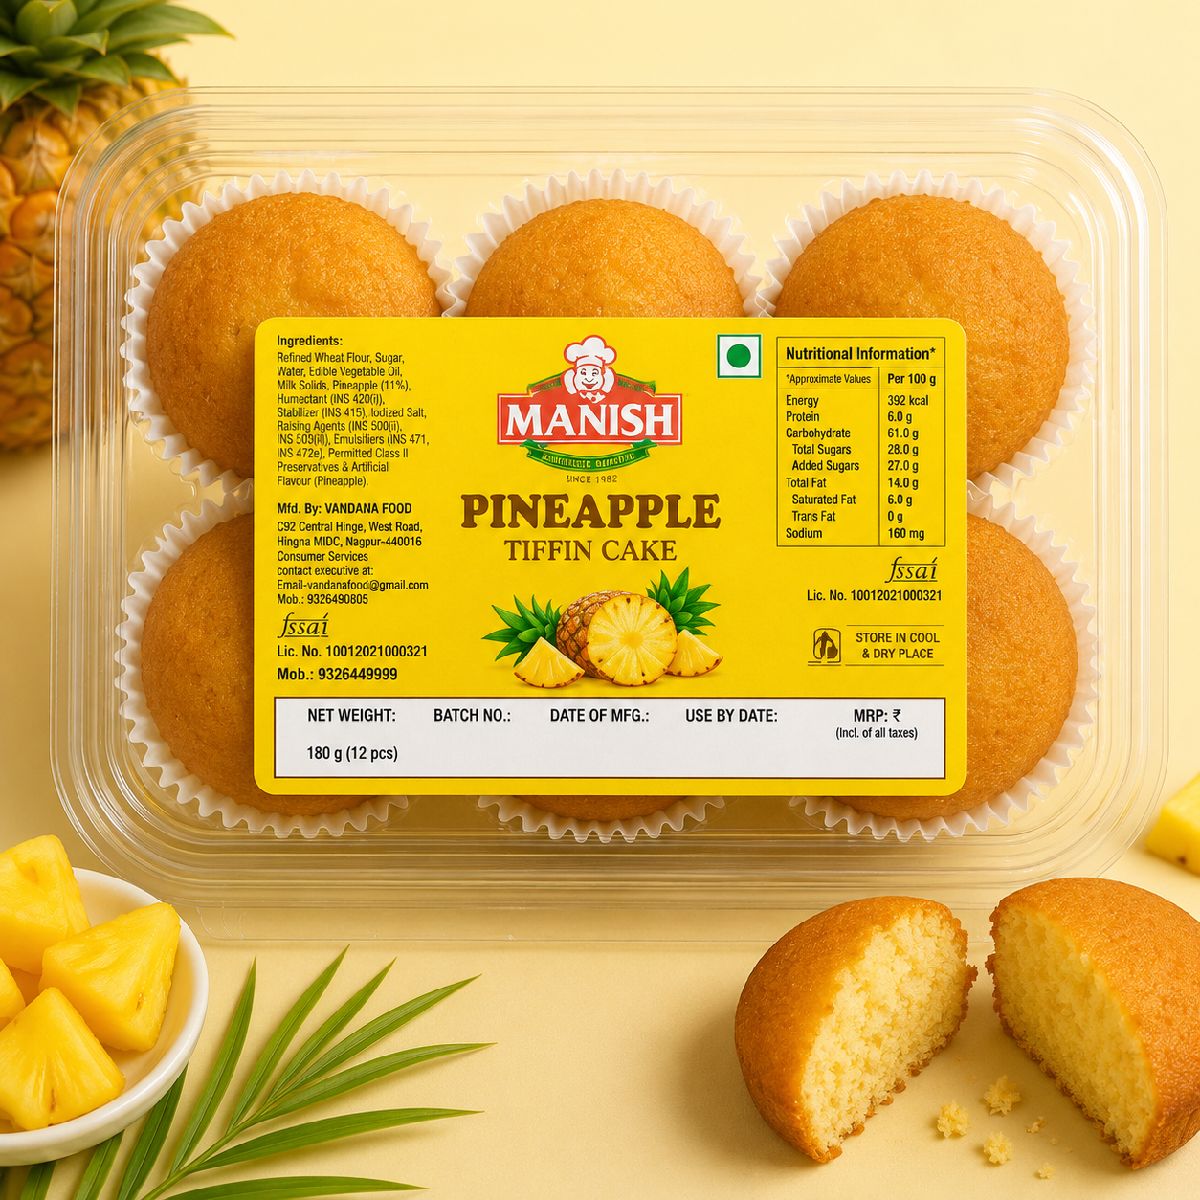 Ingredients:
Refined Wheat Flour, Sugar,
Water, Edible Vegetable Oil,
Milk Solids, Pineapple (11%),
Humectant (INS 420(i)),
Stabilizer (INS 415), Iodized Salt,
Raising Agents (INS 500(ii),
INS 503(ii)), Emulsifiers (INS 471,
INS 472e), Permitted Class II
Preservatives & Artificial
Flavour (Pineapple).
Mfd. By: VANDANA FOOD
C92 Central Hinge, West Road,
Hingna MIDC, Nagpur-440016
Consumer Services
contact executive at:
Email-vandanafood@gmail.com
Mob.: 9326490805
fssaí
Lic. No. 10012021000321
Mob.: 9326449999
MANISH
SINCE 1982
PINEAPPLE
TIFFIN CAKE
Nutritional Information*
*Approximate Values Per 100 g
Energy 392 kcal
Protein 6.0 g
Carbohydrate 61.0 g
Total Sugars 28.0 g
Added Sugars 27.0 g
Total Fat 14.0 g
Saturated Fat 6.0 g
Trans Fat 0 g
Sodium 160 mg
fssaí
Lic. No. 10012021000321
STORE IN COOL
& DRY PLACE
NET WEIGHT: BATCH NO.: DATE OF MFG.: USE BY DATE: MRP: ₹
(Incl. of all taxes)
180 g (12 pcs)